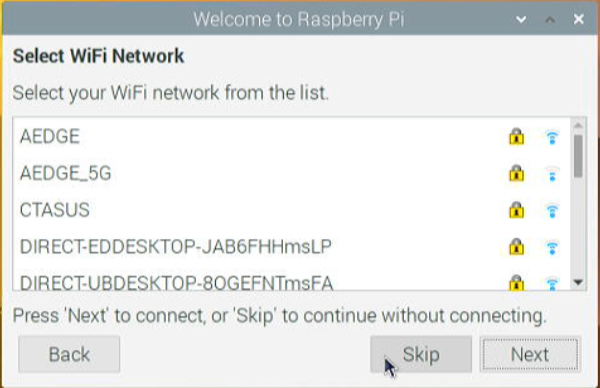 Welcome to Raspberry Pi
Select WiFi Network
Select your WiFi network from the list.
AEDGE
AEDGE_5G
CTASUS
DIRECT-EDDESKTOP-JAB6FHHmsLP
DIRECT-UBDESKTOP-8OGEFNTmsFA
Press 'Next' to connect, or 'Skip' to continue without connecting.
Back Skip Next